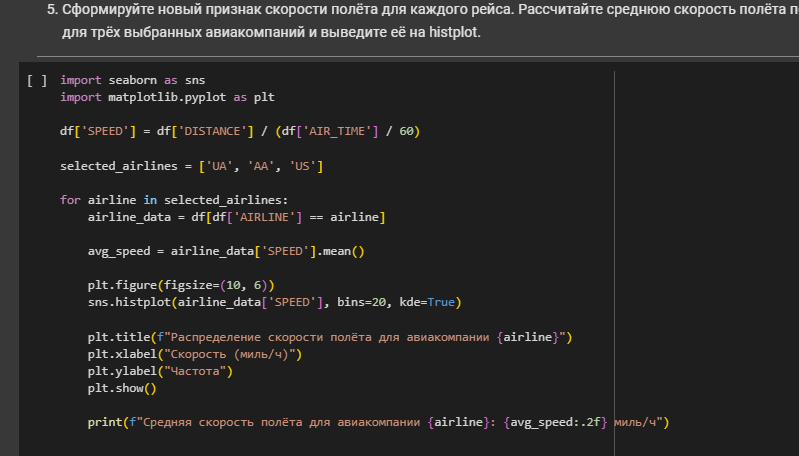 5. Сформируйте новый признак скорости полёта для каждого рейса. Рассчитайте среднюю скорость полёта
для трёх выбранных авиакомпаний и выведите её на histplot.
[ ] import seaborn as sns
import matplotlib.pyplot as plt
df['SPEED'] = df['DISTANCE'] / (df['AIR_TIME'] / 60)
selected_airlines = ['UA', 'AA', 'US']
for airline in selected_airlines:
airline_data = df[df['AIRLINE'] == airline]
avg_speed = airline_data['SPEED'].mean()
plt.figure(figsize=(10, 6))
sns.histplot(airline_data['SPEED'], bins=20, kde=True)
plt.title(f"Распределение скорости полёта для авиакомпании {airline}")
plt.xlabel("Скорость (миль/ч)")
plt.ylabel("Частота")
plt.show()
print(f"Средняя скорость полёта для авиакомпании {airline}: {avg_speed:.2f} миль/ч")